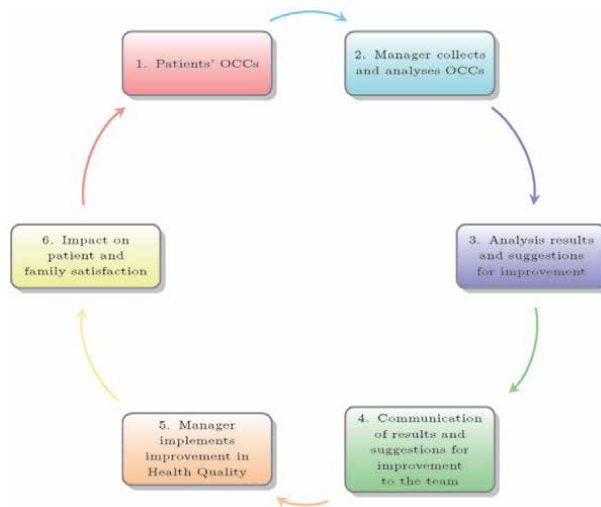 1. Patients' OCCs
2. Manager collects
and analyses OCCs
3. Analysis results
and suggestions
for improvement
4. Communication
of results and
suggestions for
improvement
to the team
5. Manager
implements
improvement in
Health Quality
6. Impact on
patient and
family satisfaction